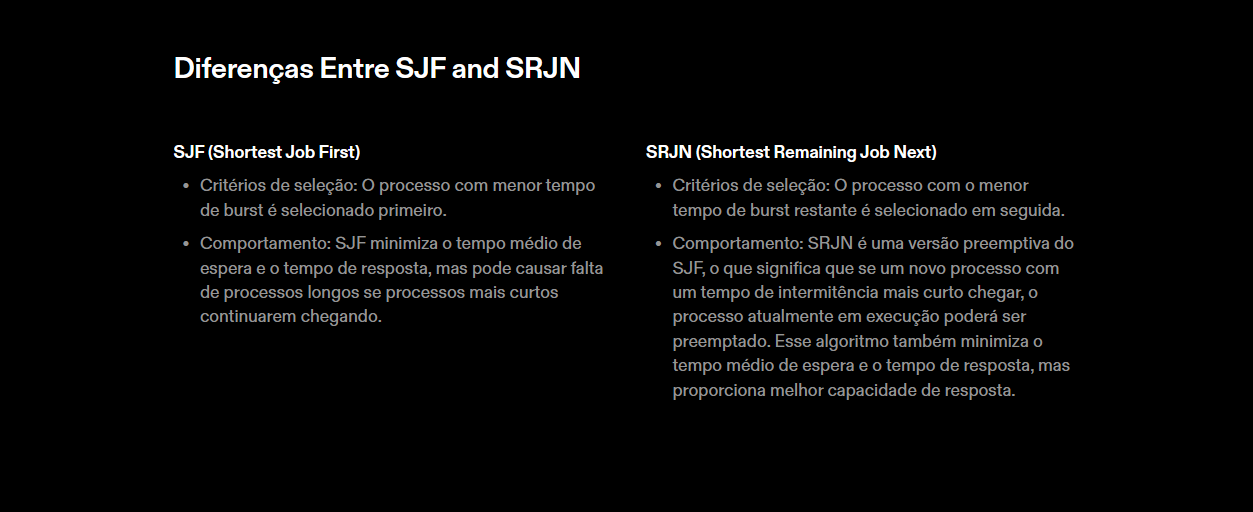 Diferenças Entre SJF and SRJN
SJF (Shortest Job First)
• Critérios de seleção: O processo com menor tempo
de burst é selecionado primeiro.
• Comportamento: SJF minimiza o tempo médio de
espera e o tempo de resposta, mas pode causar falta
de processos longos se processos mais curtos
continuarem chegando.
SRJN (Shortest Remaining Job Next)
• Critérios de seleção: O processo com o menor
tempo de burst restante é selecionado em seguida.
• Comportamento: SRJN é uma versão preemptiva do
SJF, o que significa que se um novo processo com
um tempo de intermitência mais curto chegar, o
processo atualmente em execução poderá ser
preemptado. Esse algoritmo também minimiza o
tempo médio de espera e o tempo de resposta, mas
proporciona melhor capacidade de resposta.